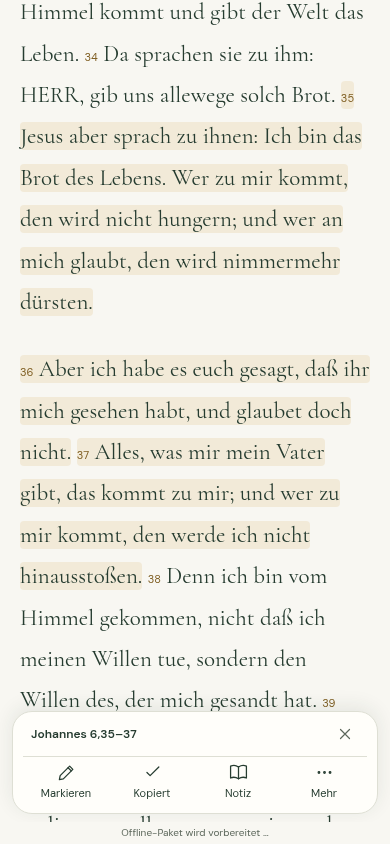 Himmel kommt und gibt der Welt das
Leben. 34 Da sprachen sie zu ihm:
HERR, gib uns allewege solch Brot. 35
Jesus aber sprach zu ihnen: Ich bin das
Brot des Lebens. Wer zu mir kommt,
den wird nicht hungern; und wer an
mich glaubt, den wird nimmermehr
dürsten.
36 Aber ich habe es euch gesagt, daß ihr
mich gesehen habt, und glaubet doch
nicht. 37 Alles, was mir mein Vater
gibt, das kommt zu mir; und wer zu
mir kommt, den werde ich nicht
hinausstoßen. 38 Denn ich bin vom
Himmel gekommen, nicht daß ich
meinen Willen tue, sondern den
Willen des, der mich gesandt hat. 39
Johannes 6,35–37
Markieren Kopiert Notiz Mehr
Offline-Paket wird vorbereitet …